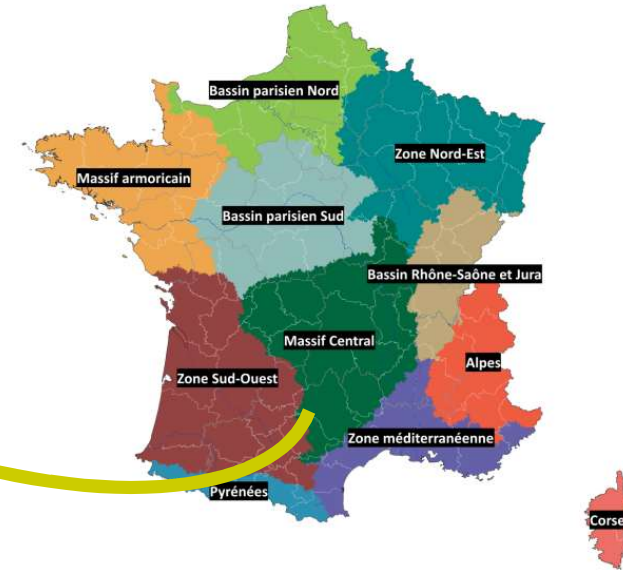 Bassin parisien Nord
Zone Nord-Est
Massif armoricain
Bassin parisien Sud
Bassin Rhône-Saône et Jura
Massif Central
Alpes
Zone Sud-Ouest
Zone méditerranéenne
Pyrénées
Corse